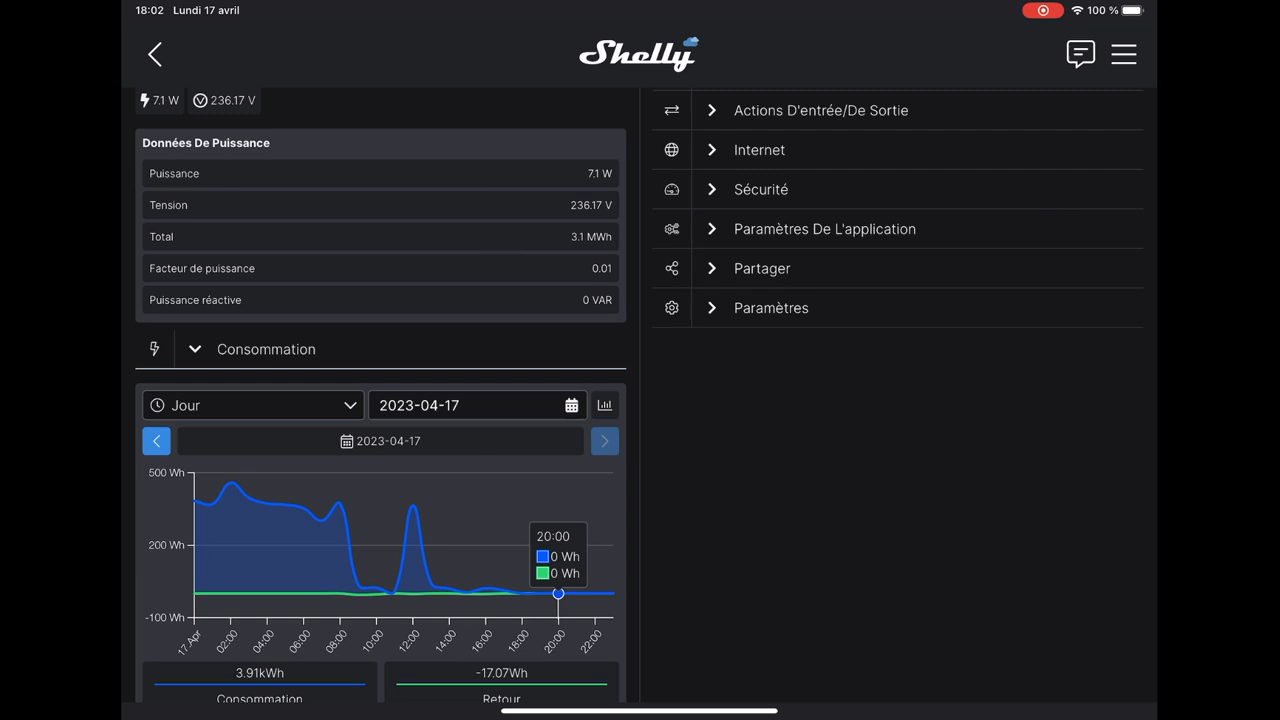 18:02 Lundi 17 avril
100 %
Shelly
7.1 W
236.17 V
Données De Puissance
Puissance 7.1 W
Tension 236.17 V
Total 3.1 MWh
Facteur de puissance 0.01
Puissance réactive 0 VAR
Consommation
Jour
2023-04-17
2023-04-17
500 Wh
200 Wh
-100 Wh
20:00
0 Wh
0 Wh
17 Apr
02:00
04:00
06:00
08:00
10:00
12:00
14:00
16:00
18:00
20:00
22:00
3.91kWh
Consommation
-17.07Wh
Retour
Actions D'entrée/De Sortie
Internet
Sécurité
Paramètres De L'application
Partager
Paramètres